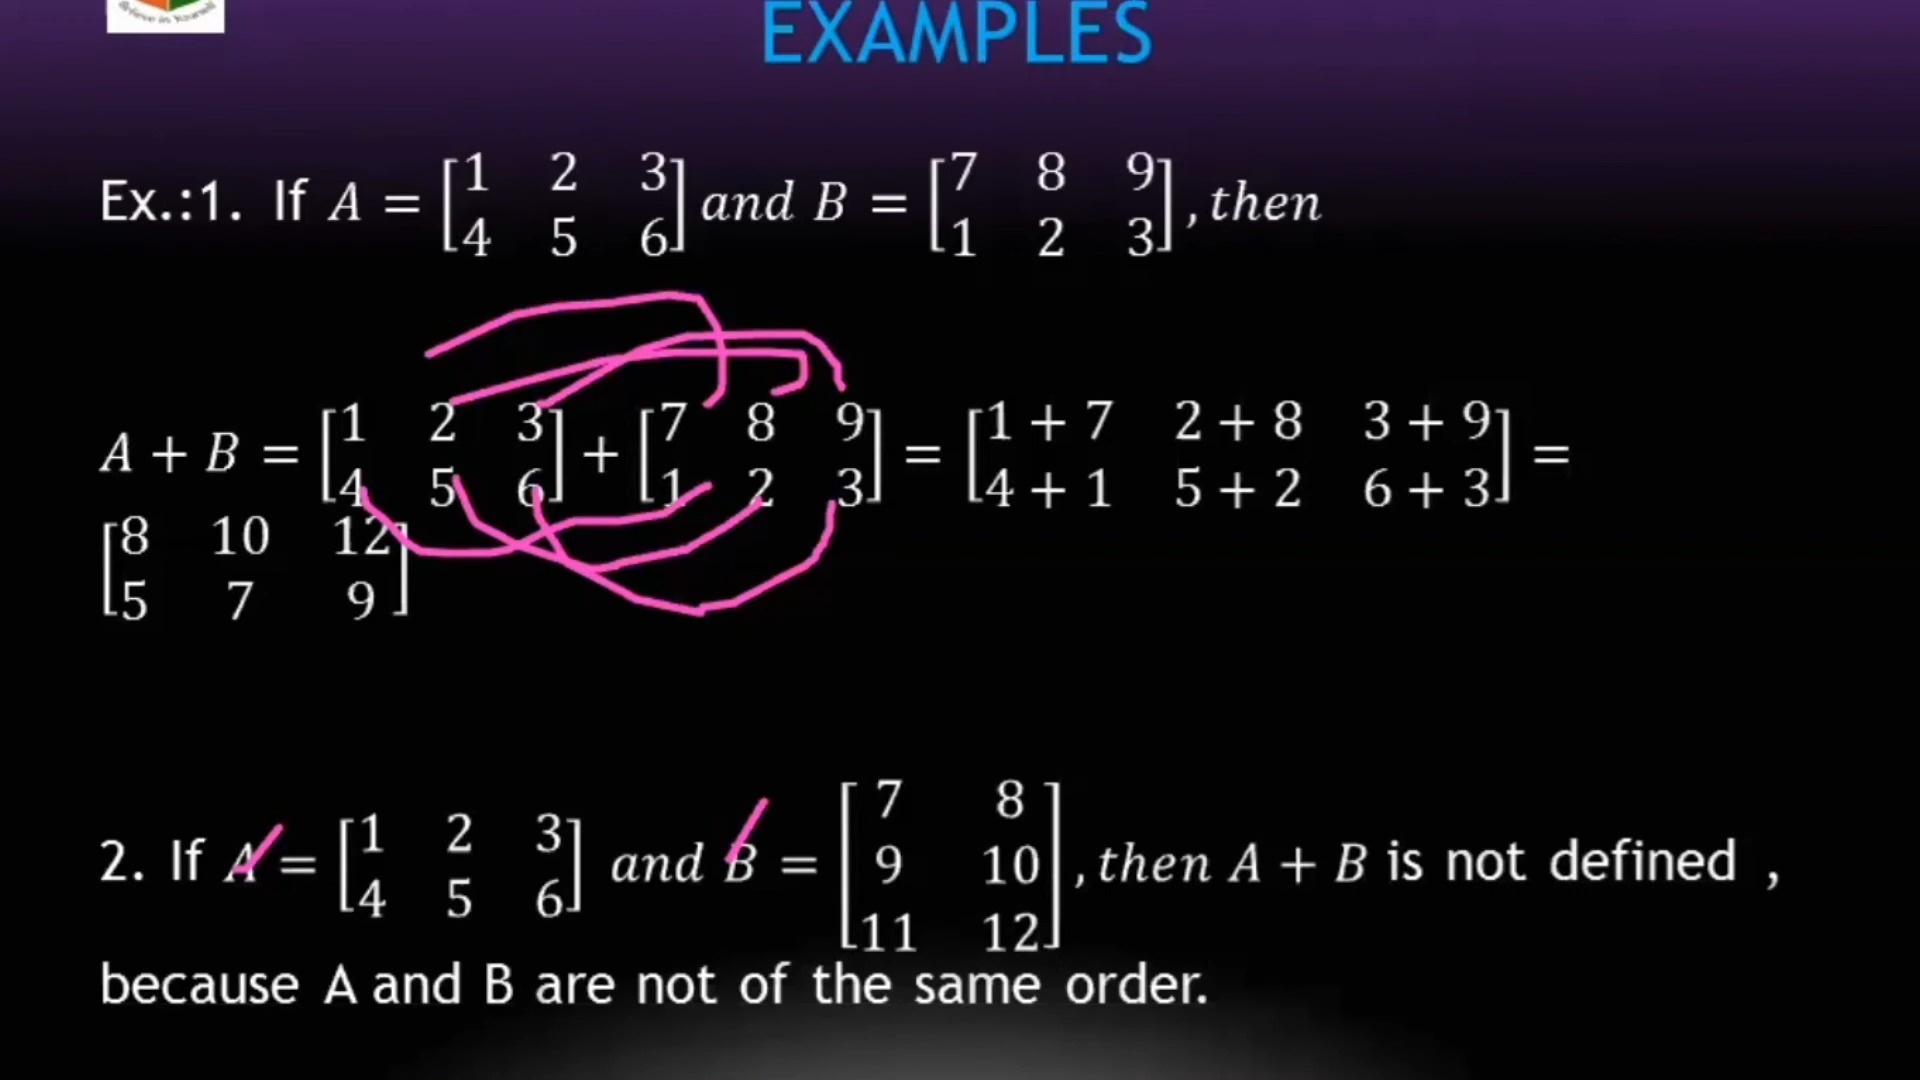 Believe in Yourself
EXAMPLES
Ex.:1. If A = [1 2 3; 4 5 6] and B = [7 8 9; 1 2 3], then
A + B = [1 2 3; 4 5 6] + [7 8 9; 1 2 3] = [1 + 7 2 + 8 3 + 9; 4 + 1 5 + 2 6 + 3] =
[8 10 12; 5 7 9]
2. If A = [1 2 3; 4 5 6] and B = [7 8; 9 10; 11 12], then A + B is not defined ,
because A and B are not of the same order.